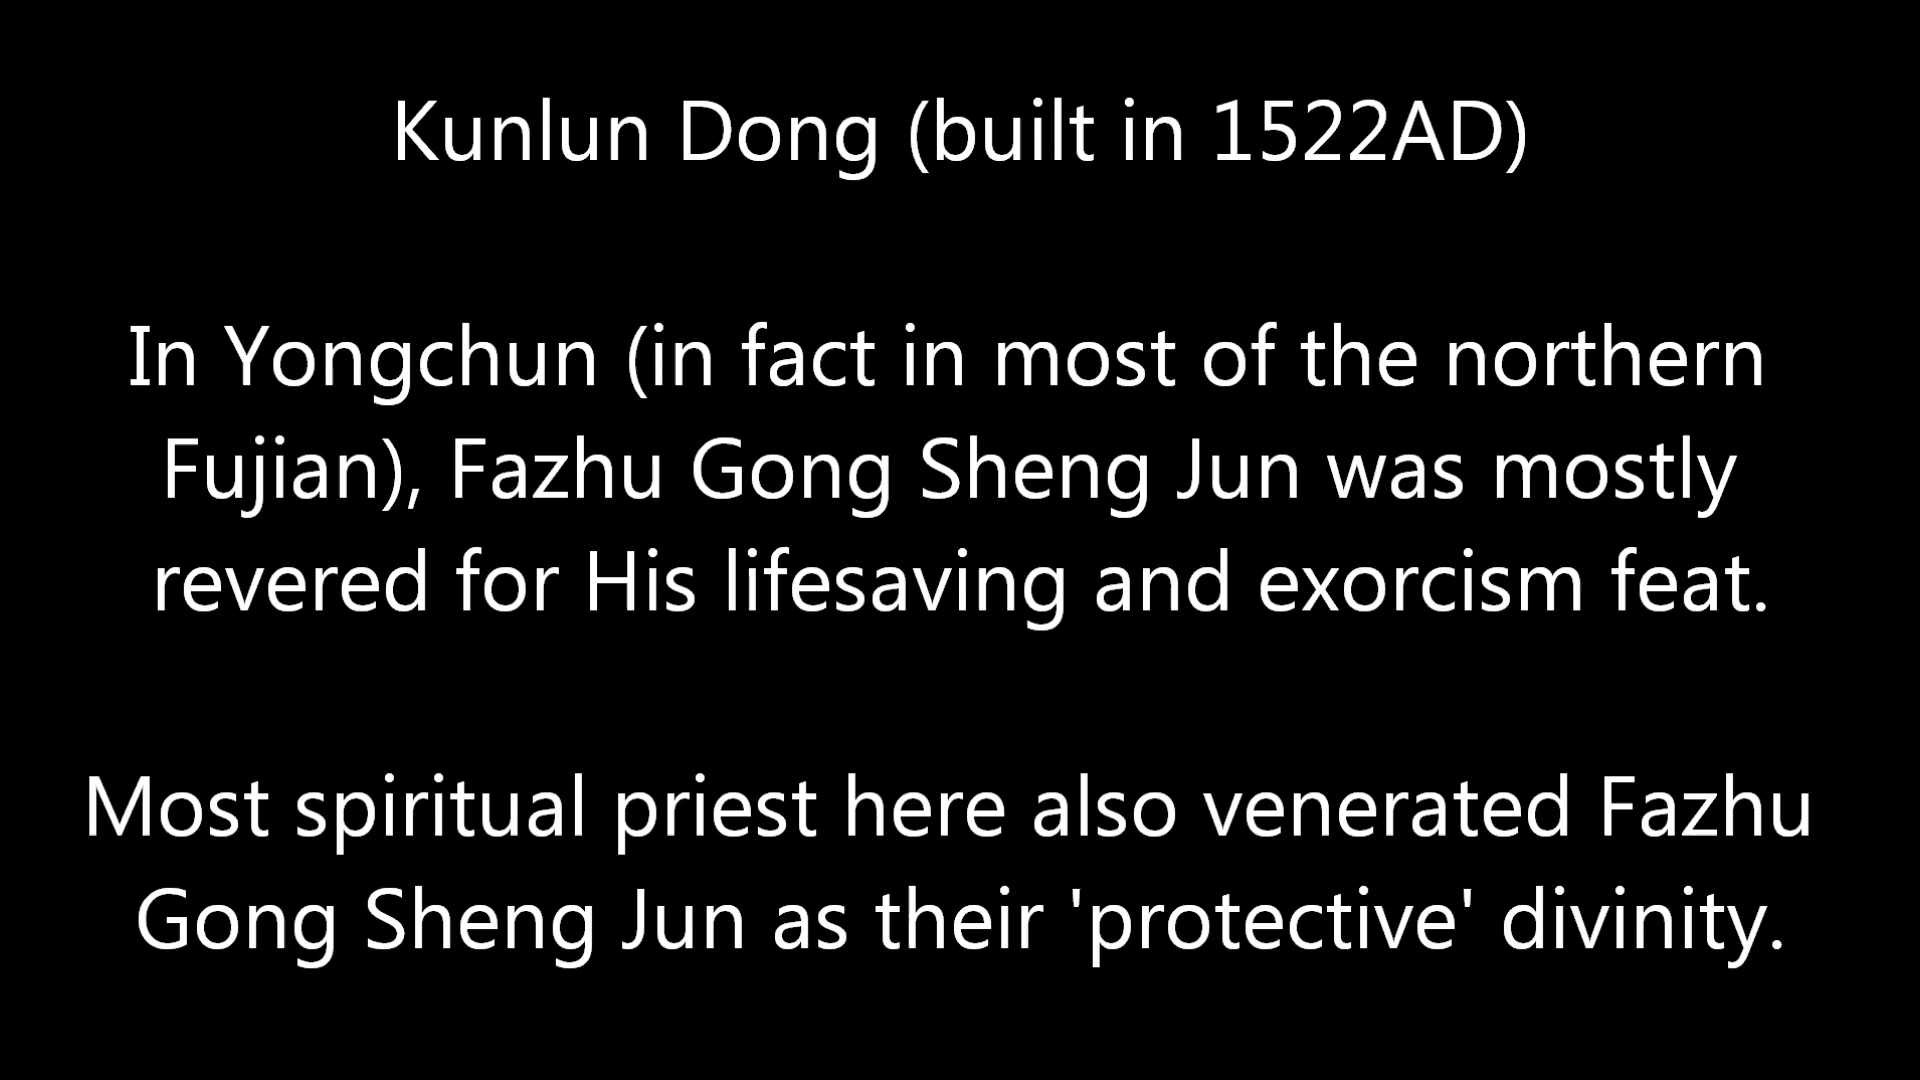 Kunlun Dong (built in 1522AD)
In Yongchun (in fact in most of the northern
Fujian), Fazhu Gong Sheng Jun was mostly
revered for His lifesaving and exorcism feat.
Most spiritual priest here also venerated Fazhu
Gong Sheng Jun as their 'protective' divinity.